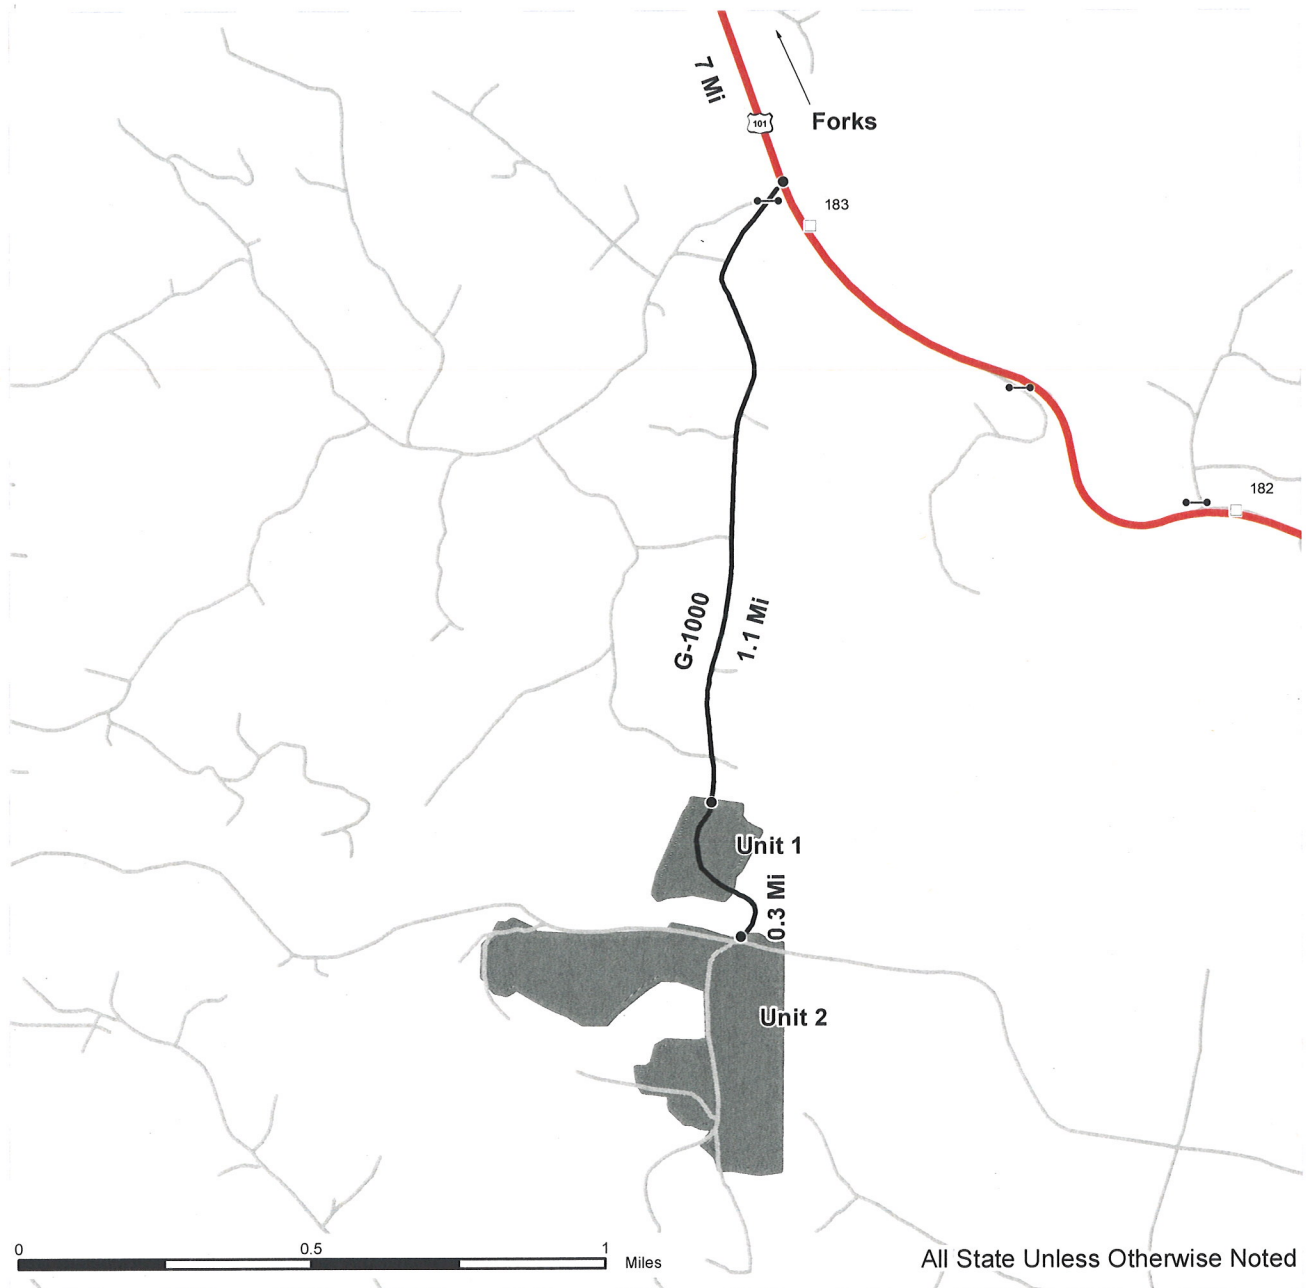 7 Mi
101
Forks
183
182
G-1000
1.1 Mi
Unit 1
0.3 Mi
Unit 2
0
0.5
1
Miles
All State Unless Otherwise Noted